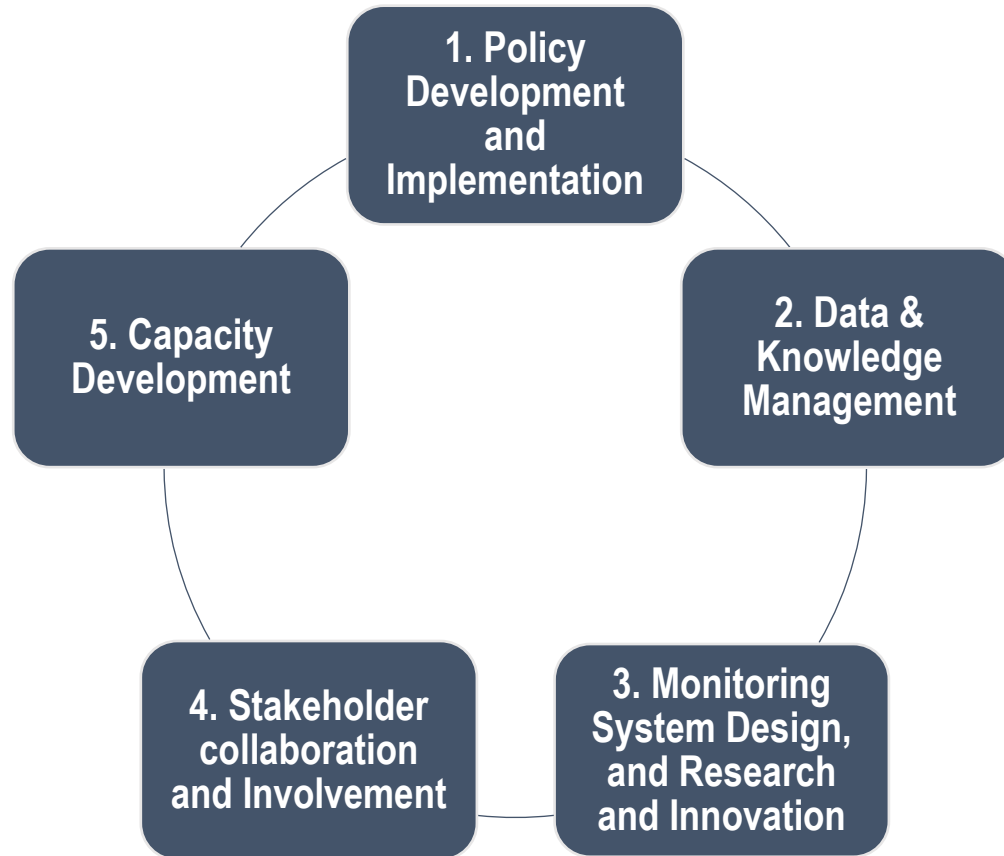 1. Policy
Development
and
Implementation
2. Data &
Knowledge
Management
3. Monitoring
System Design,
and Research
and Innovation
4. Stakeholder
collaboration
and Involvement
5. Capacity
Development